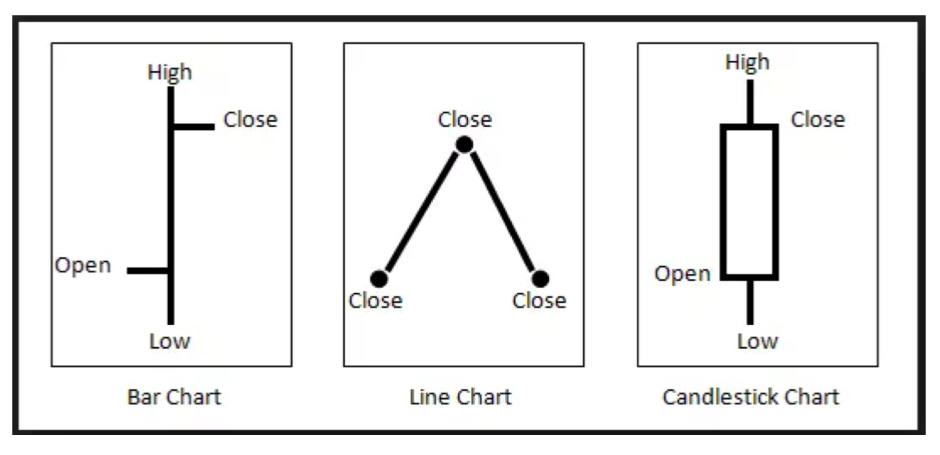 High
Close
Open
Low
Bar Chart
Close
Close
Close
Line Chart
High
Close
Open
Low
Candlestick Chart